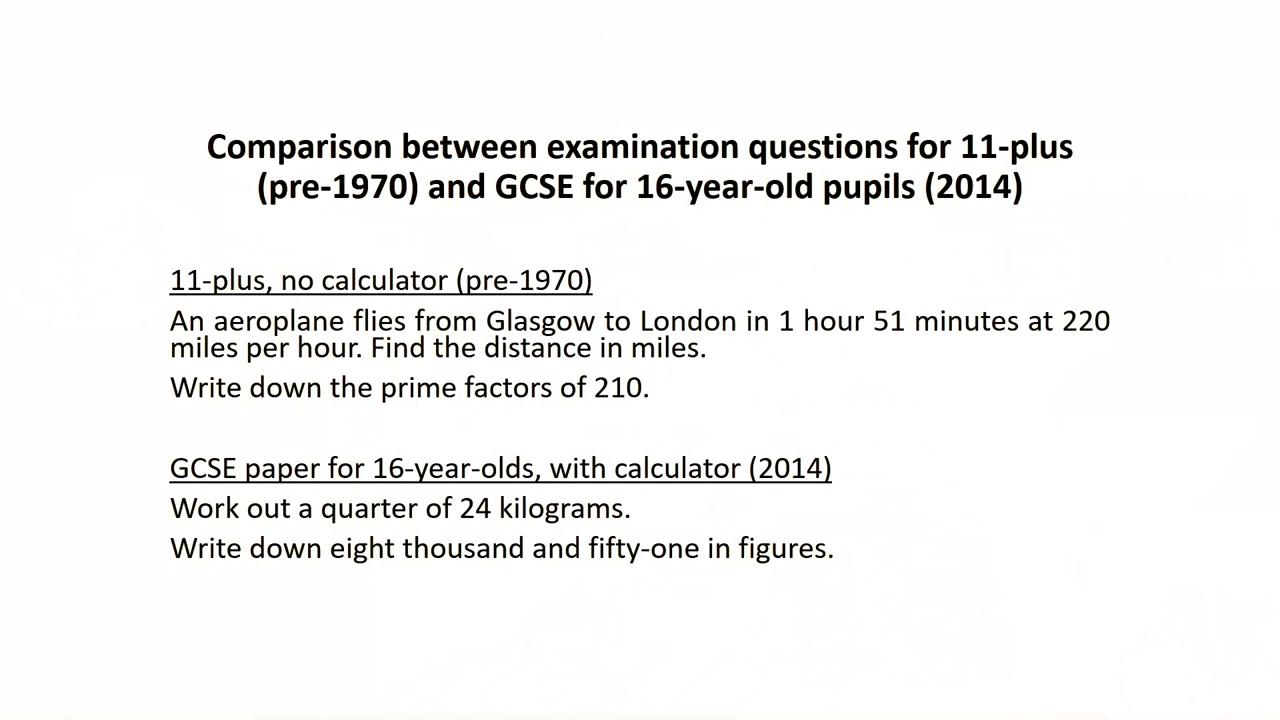 Comparison between examination questions for 11-plus
(pre-1970) and GCSE for 16-year-old pupils (2014)
11-plus, no calculator (pre-1970)
An aeroplane flies from Glasgow to London in 1 hour 51 minutes at 220
miles per hour. Find the distance in miles.
Write down the prime factors of 210.
GCSE paper for 16-year-olds, with calculator (2014)
Work out a quarter of 24 kilograms.
Write down eight thousand and fifty-one in figures.